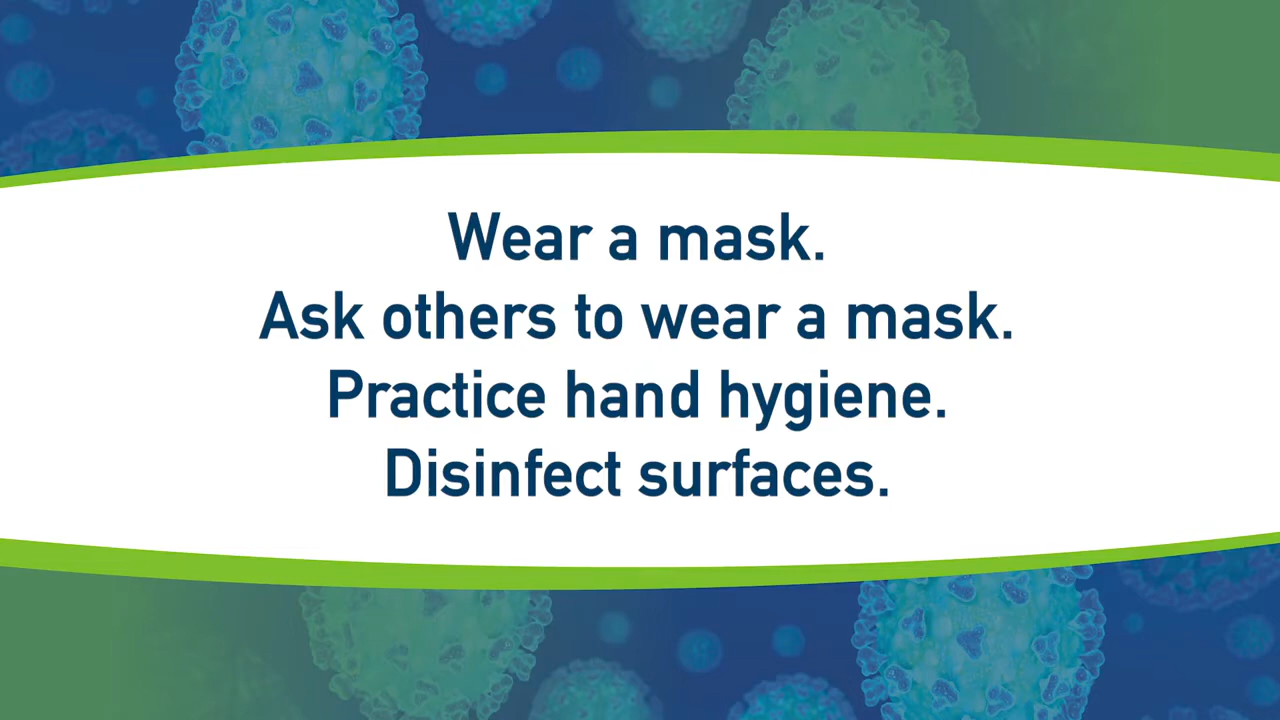 Wear a mask.
Ask others to wear a mask.
Practice hand hygiene.
Disinfect surfaces.